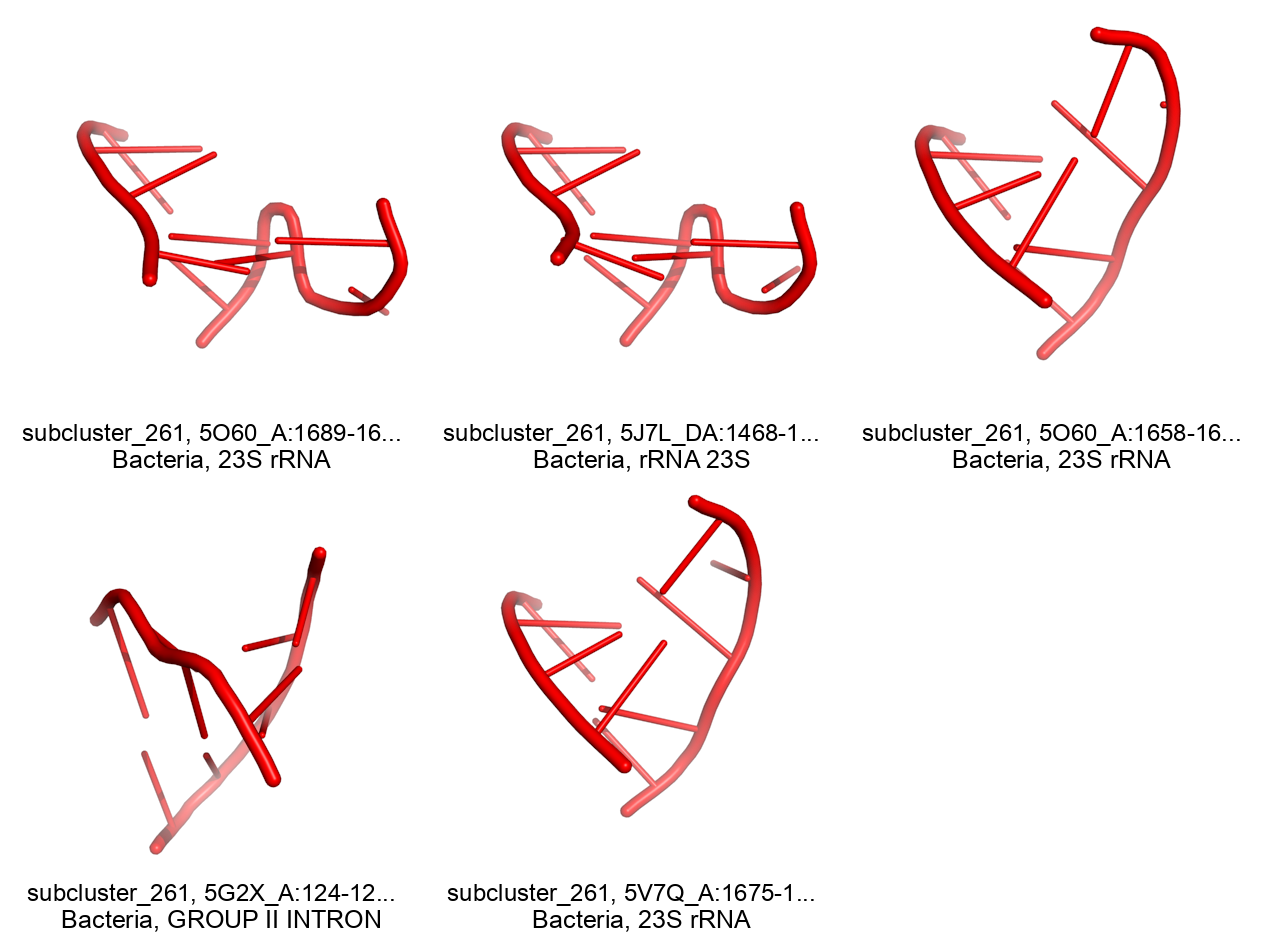 subcluster_261, 5O60_A:1689-16...
Bacteria, 23S rRNA
subcluster_261, 5J7L_DA:1468-1...
Bacteria, rRNA 23S
subcluster_261, 5O60_A:1658-16...
Bacteria, 23S rRNA
subcluster_261, 5G2X_A:124-12...
Bacteria, GROUP II INTRON
subcluster_261, 5V7Q_A:1675-1...
Bacteria, 23S rRNA